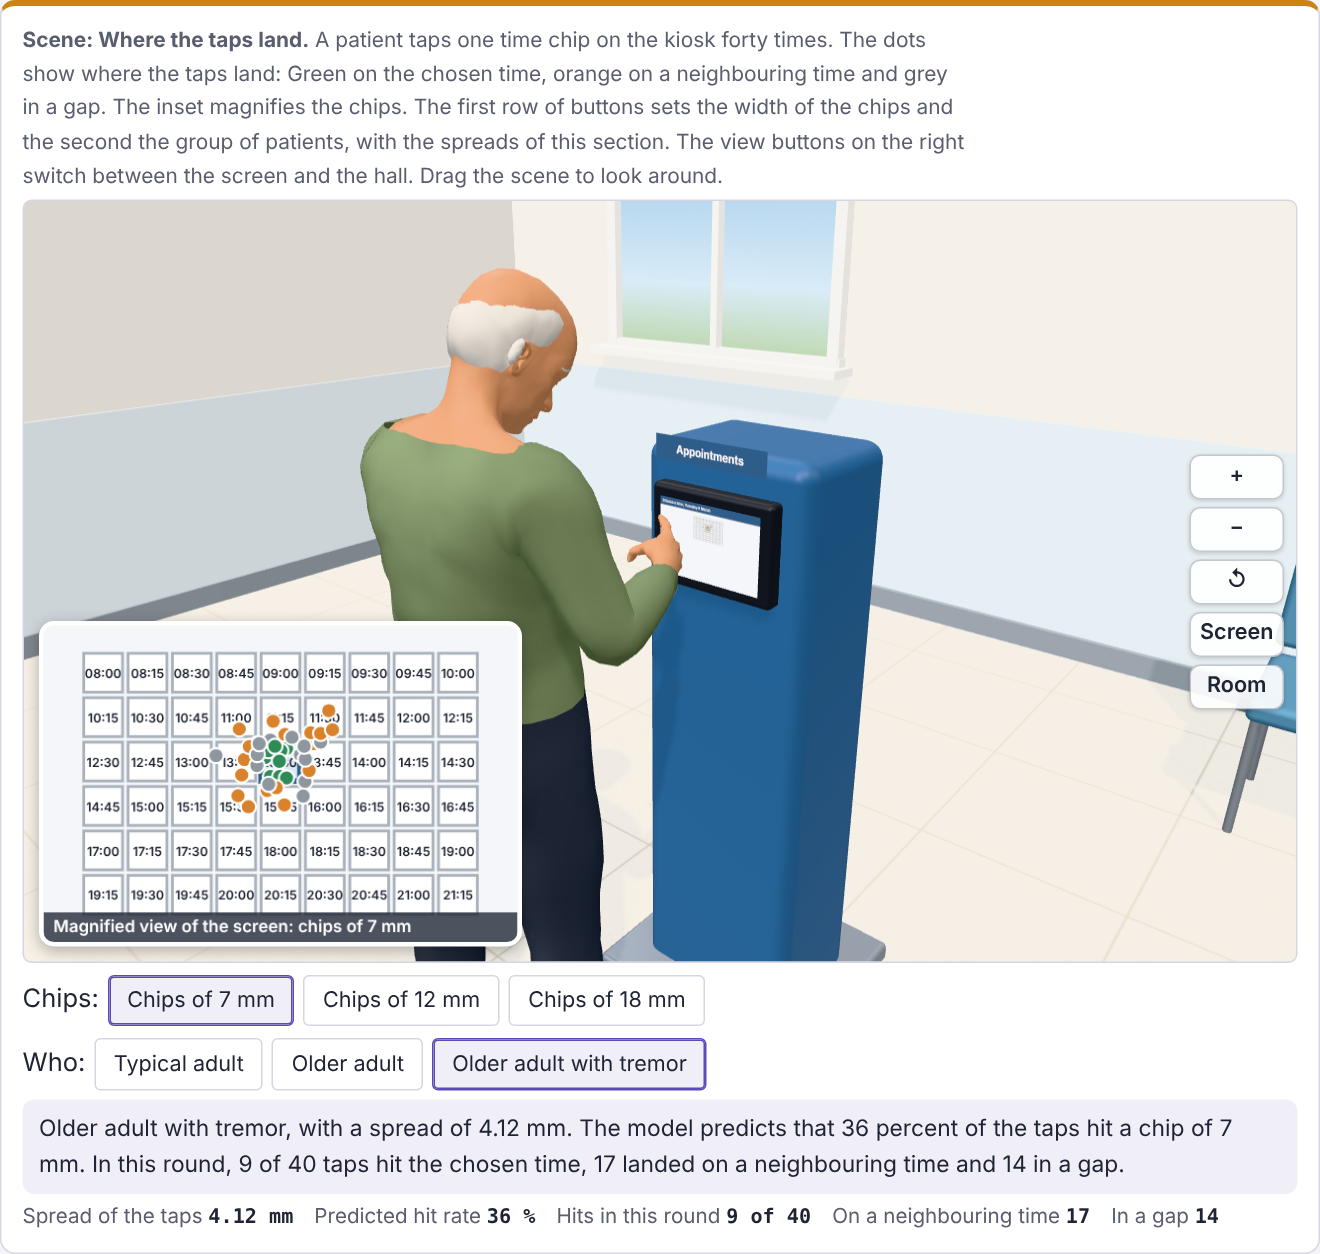 Scene: Where the taps land. A patient taps one time chip on the kiosk forty times. The dots
show where the taps land: Green on the chosen time, orange on a neighbouring time and grey
in a gap. The inset magnifies the chips. The first row of buttons sets the width of the chips and
the second the group of patients, with the spreads of this section. The view buttons on the right
switch between the screen and the hall. Drag the scene to look around.
Appointments
+
−
Screen
Room
08:00 08:15 08:30 08:45 09:00 09:15 09:30 09:45 10:00
10:15 10:30 10:45 11:00 11:45 12:00 12:15
12:30 12:45 13:00 14:00 14:15 14:30
14:45 15:00 15:15 16:00 16:15 16:30 16:45
17:00 17:15 17:30 17:45 18:00 18:15 18:30 18:45 19:00
19:15 19:30 19:45 20:00 20:15 20:30 20:45 21:00 21:15
Magnified view of the screen: chips of 7 mm
Chips: Chips of 7 mm Chips of 12 mm Chips of 18 mm
Who: Typical adult Older adult Older adult with tremor
Older adult with tremor, with a spread of 4.12 mm. The model predicts that 36 percent of the taps hit a chip of 7
mm. In this round, 9 of 40 taps hit the chosen time, 17 landed on a neighbouring time and 14 in a gap.
Spread of the taps 4.12 mm Predicted hit rate 36 % Hits in this round 9 of 40 On a neighbouring time 17 In a gap 14